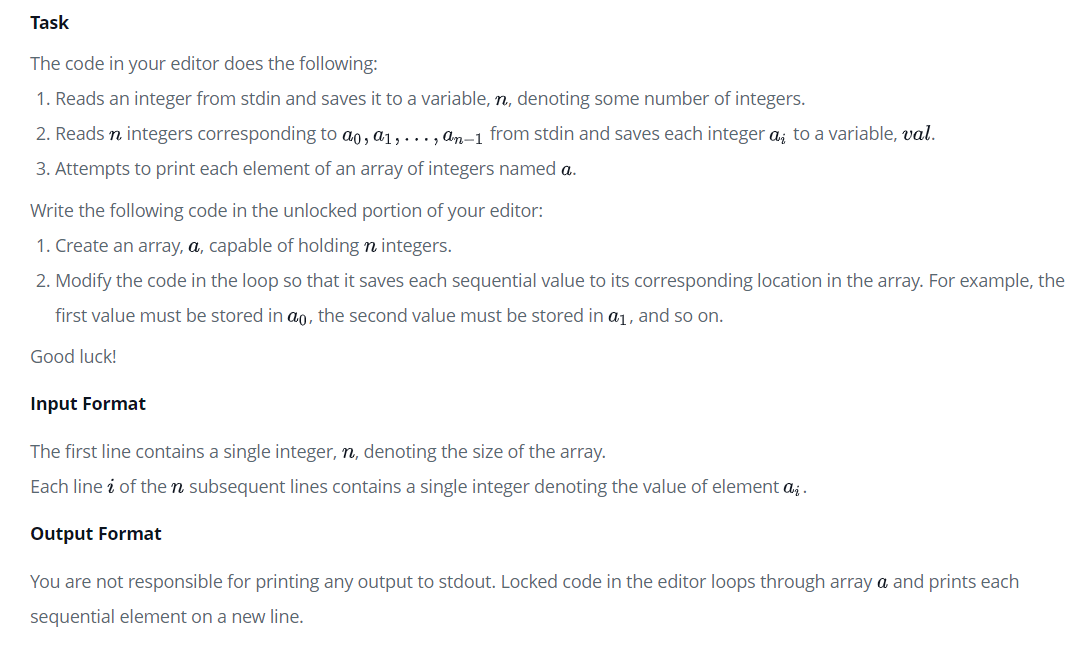 Task
The code in your editor does the following:
1. Reads an integer from stdin and saves it to a variable, n, denoting some number of integers.
2. Reads n integers corresponding to a₀, a₁, . . . , aₙ₋₁ from stdin and saves each integer aᵢ to a variable, val.
3. Attempts to print each element of an array of integers named a.
Write the following code in the unlocked portion of your editor:
1. Create an array, a, capable of holding n integers.
2. Modify the code in the loop so that it saves each sequential value to its corresponding location in the array. For example, the
first value must be stored in a₀, the second value must be stored in a₁, and so on.
Good luck!
Input Format
The first line contains a single integer, n, denoting the size of the array.
Each line i of the n subsequent lines contains a single integer denoting the value of element aᵢ.
Output Format
You are not responsible for printing any output to stdout. Locked code in the editor loops through array a and prints each
sequential element on a new line.